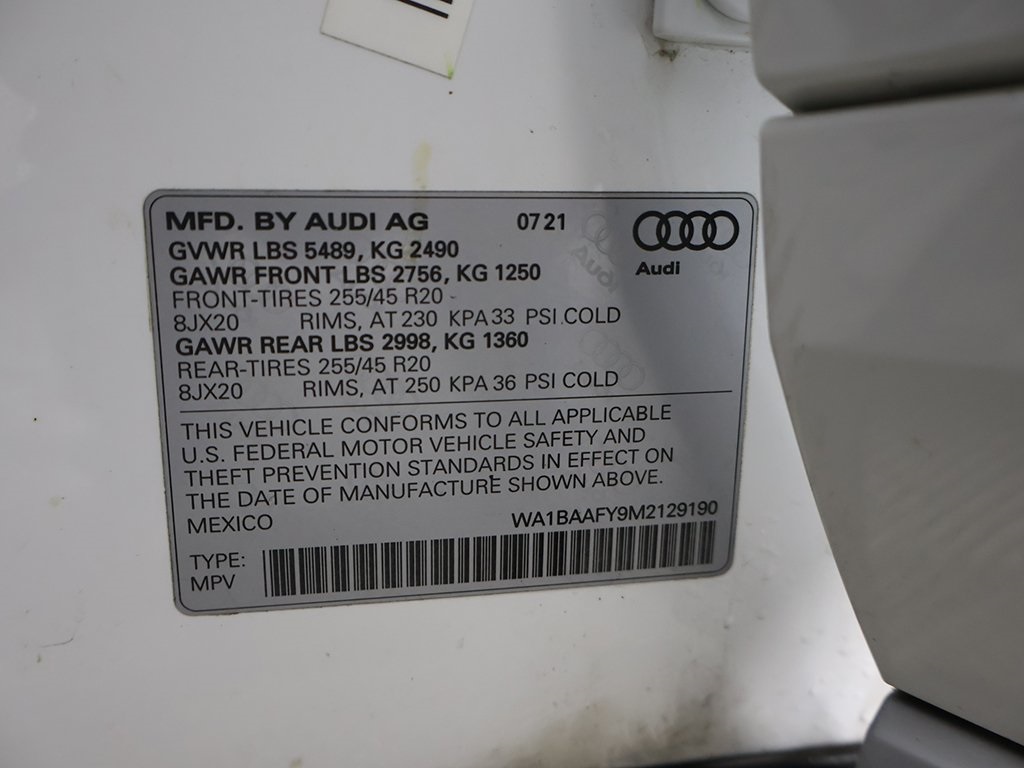 MFD. BY AUDI AG 07 21
GVWR LBS 5489, KG 2490
GAWR FRONT LBS 2756, KG 1250
Audi
FRONT-TIRES 255/45 R20
8JX20 RIMS, AT 230 KPA 33 PSI COLD
GAWR REAR LBS 2998, KG 1360
REAR-TIRES 255/45 R20
8JX20 RIMS, AT 250 KPA 36 PSI COLD
THIS VEHICLE CONFORMS TO ALL APPLICABLE
U.S. FEDERAL MOTOR VEHICLE SAFETY AND
THEFT PREVENTION STANDARDS IN EFFECT ON
THE DATE OF MANUFACTURE SHOWN ABOVE.
MEXICO WA1BAAFY9M2129190
TYPE:
MPV